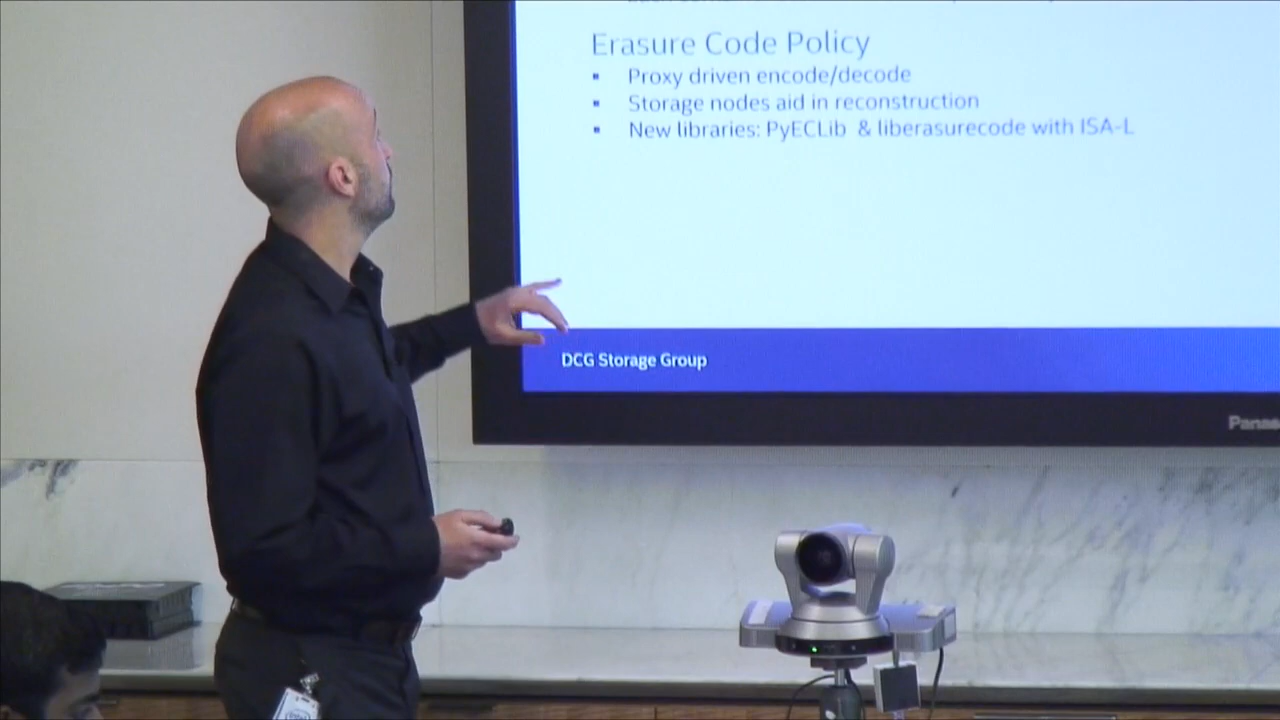 Erasure Code Policy
▪ Proxy driven encode/decode
▪ Storage nodes aid in reconstruction
▪ New libraries: PyECLib & liberasurecode with ISA-L
DCG Storage Group
Panas